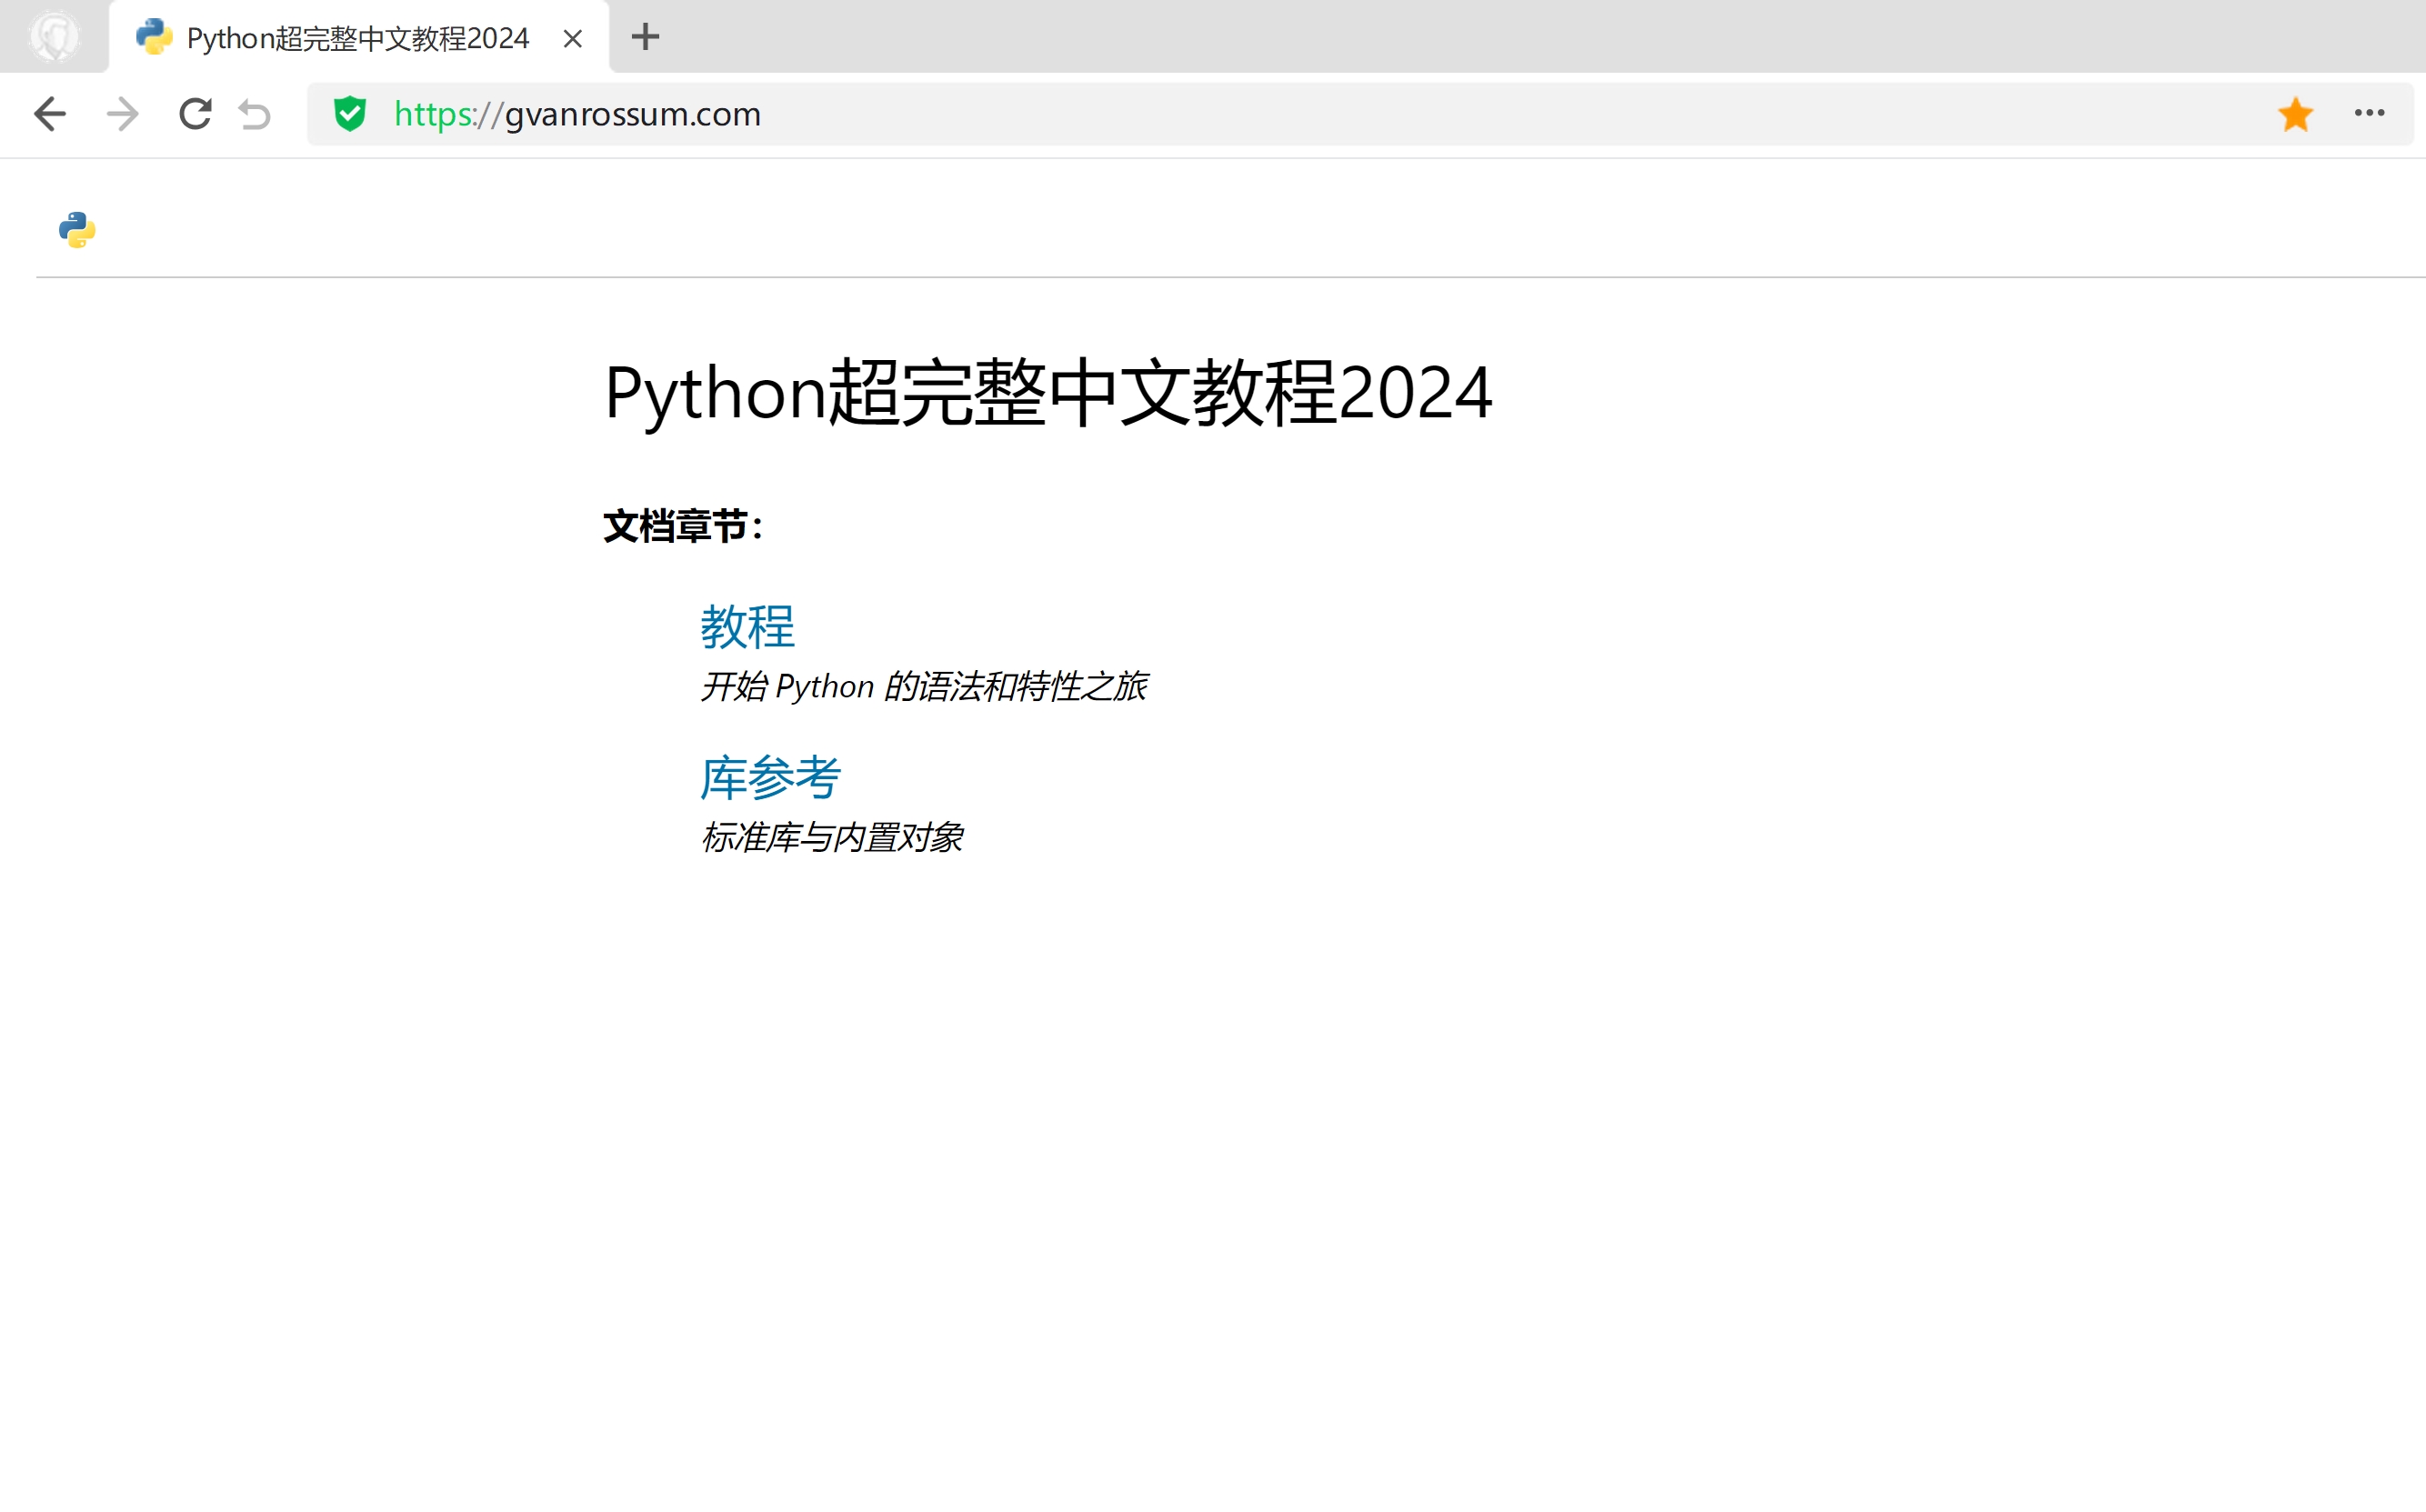 Python超完整中文教程2024
https://gvanrossum.com
Python超完整中文教程2024
文档章节：
教程
开始 Python 的语法和特性之旅
库参考
标准库与内置对象